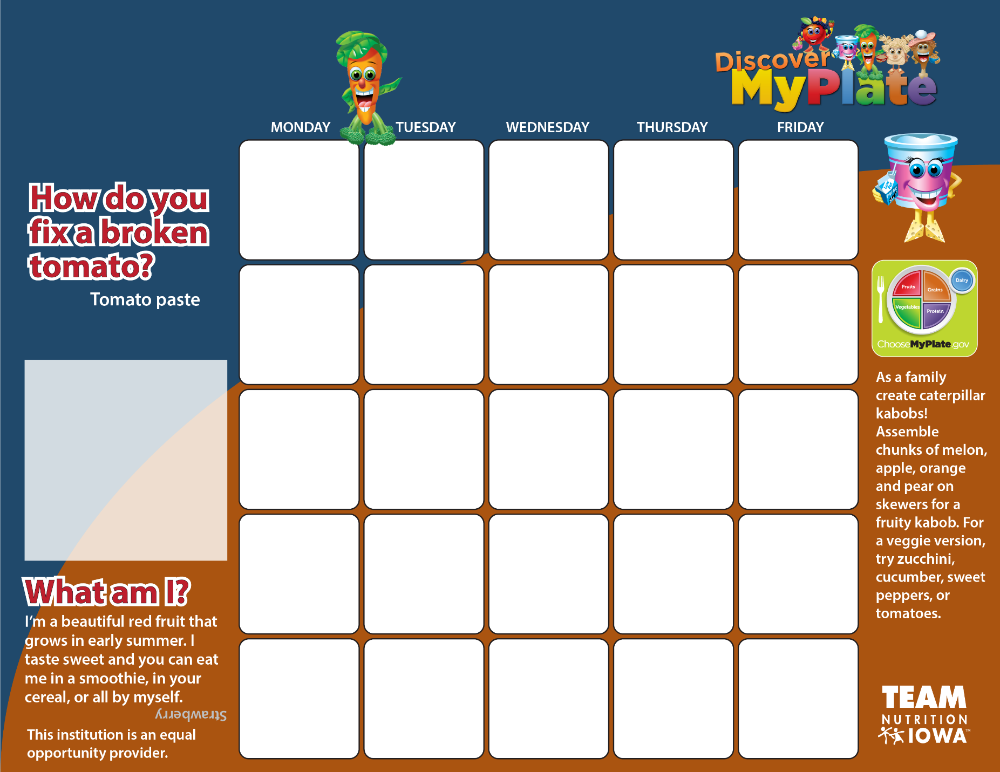 Discover
MyPlate
MONDAY TUESDAY WEDNESDAY THURSDAY FRIDAY
How do you
fix a broken
tomato?
Tomato paste
What am I?
I'm a beautiful red fruit that
grows in early summer. I
taste sweet and you can eat
me in a smoothie, in your
cereal, or all by myself.
Strawberry
This institution is an equal
opportunity provider.
Low
Fat
MILK
Fruits
Grains
Dairy
Vegetables
Protein
ChooseMyPlate.gov
As a family
create caterpillar
kabobs!
Assemble
chunks of melon,
apple, orange
and pear on
skewers for a
fruity kabob. For
a veggie version,
try zucchini,
cucumber, sweet
peppers, or
tomatoes.
TEAM
NUTRITION
IOWA™